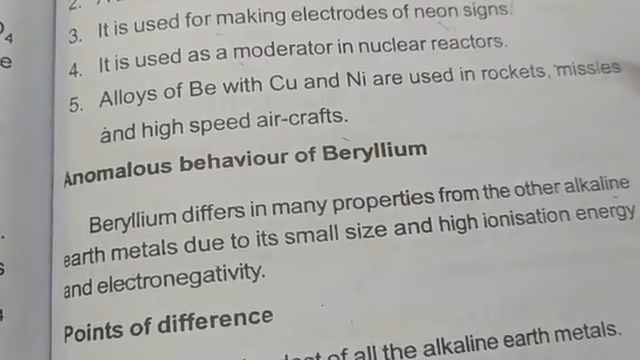 2.
3. It is used for making electrodes of neon signs.
4. It is used as a moderator in nuclear reactors.
5. Alloys of Be with Cu and Ni are used in rockets, missles
and high speed air-crafts.
Anomalous behaviour of Beryllium
Beryllium differs in many properties from the other alkaline
earth metals due to its small size and high ionisation energy
and electronegativity.
Points of difference
of all the alkaline earth metals.